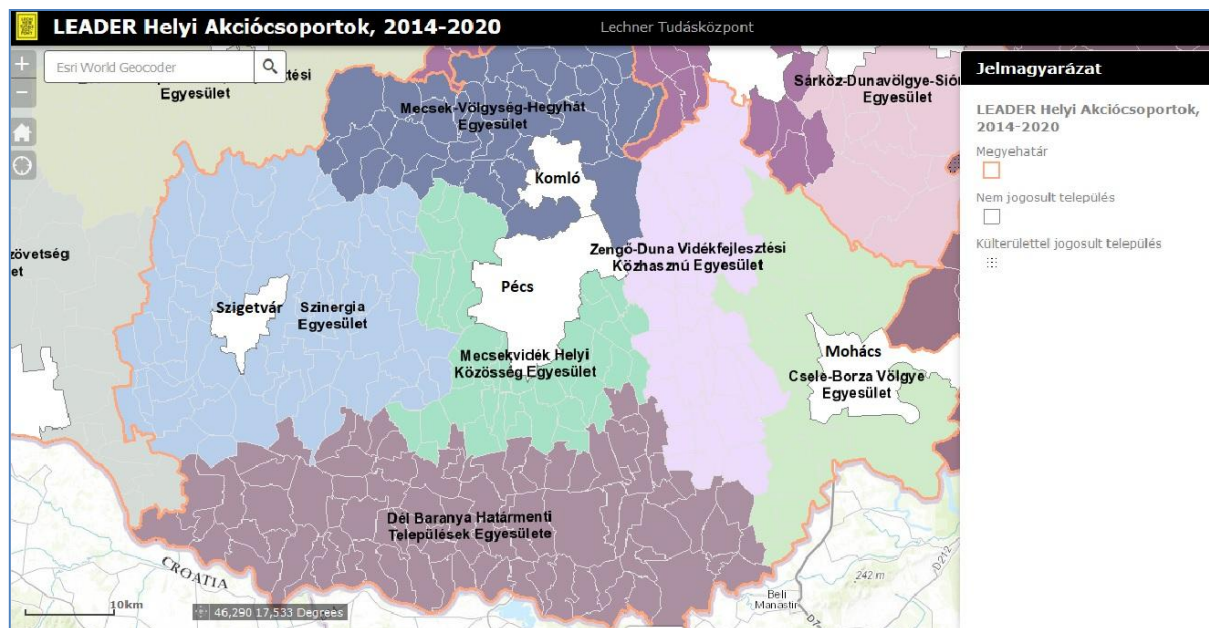 LEADER Helyi Akciócsoportok, 2014-2020
Lechner Tudásközpont
Esri World Geocoder
Egyesület
Mecsek-Völgység-Hegyhát
Egyesület
Sárköz-Dunavölgye-Sió
Egyesület
Komló
Zengő-Duna Vidékfejlesztési
Közhasznú Egyesület
Pécs
Szigetvár
Szinergia
Egyesület
Mecsekvidék Helyi
Közösség Egyesület
Mohács
Csele-Borza Völgye
Egyesület
Dél Baranya Határmenti
Települések Egyesülete
CROATIA
10km
46,290 17,533 Degrees
242 m
Beli
Manastir
D212
Jelmagyarázat
LEADER Helyi Akciócsoportok,
2014-2020
Megyehatár
Nem jogosult település
Külterülettel jogosult település